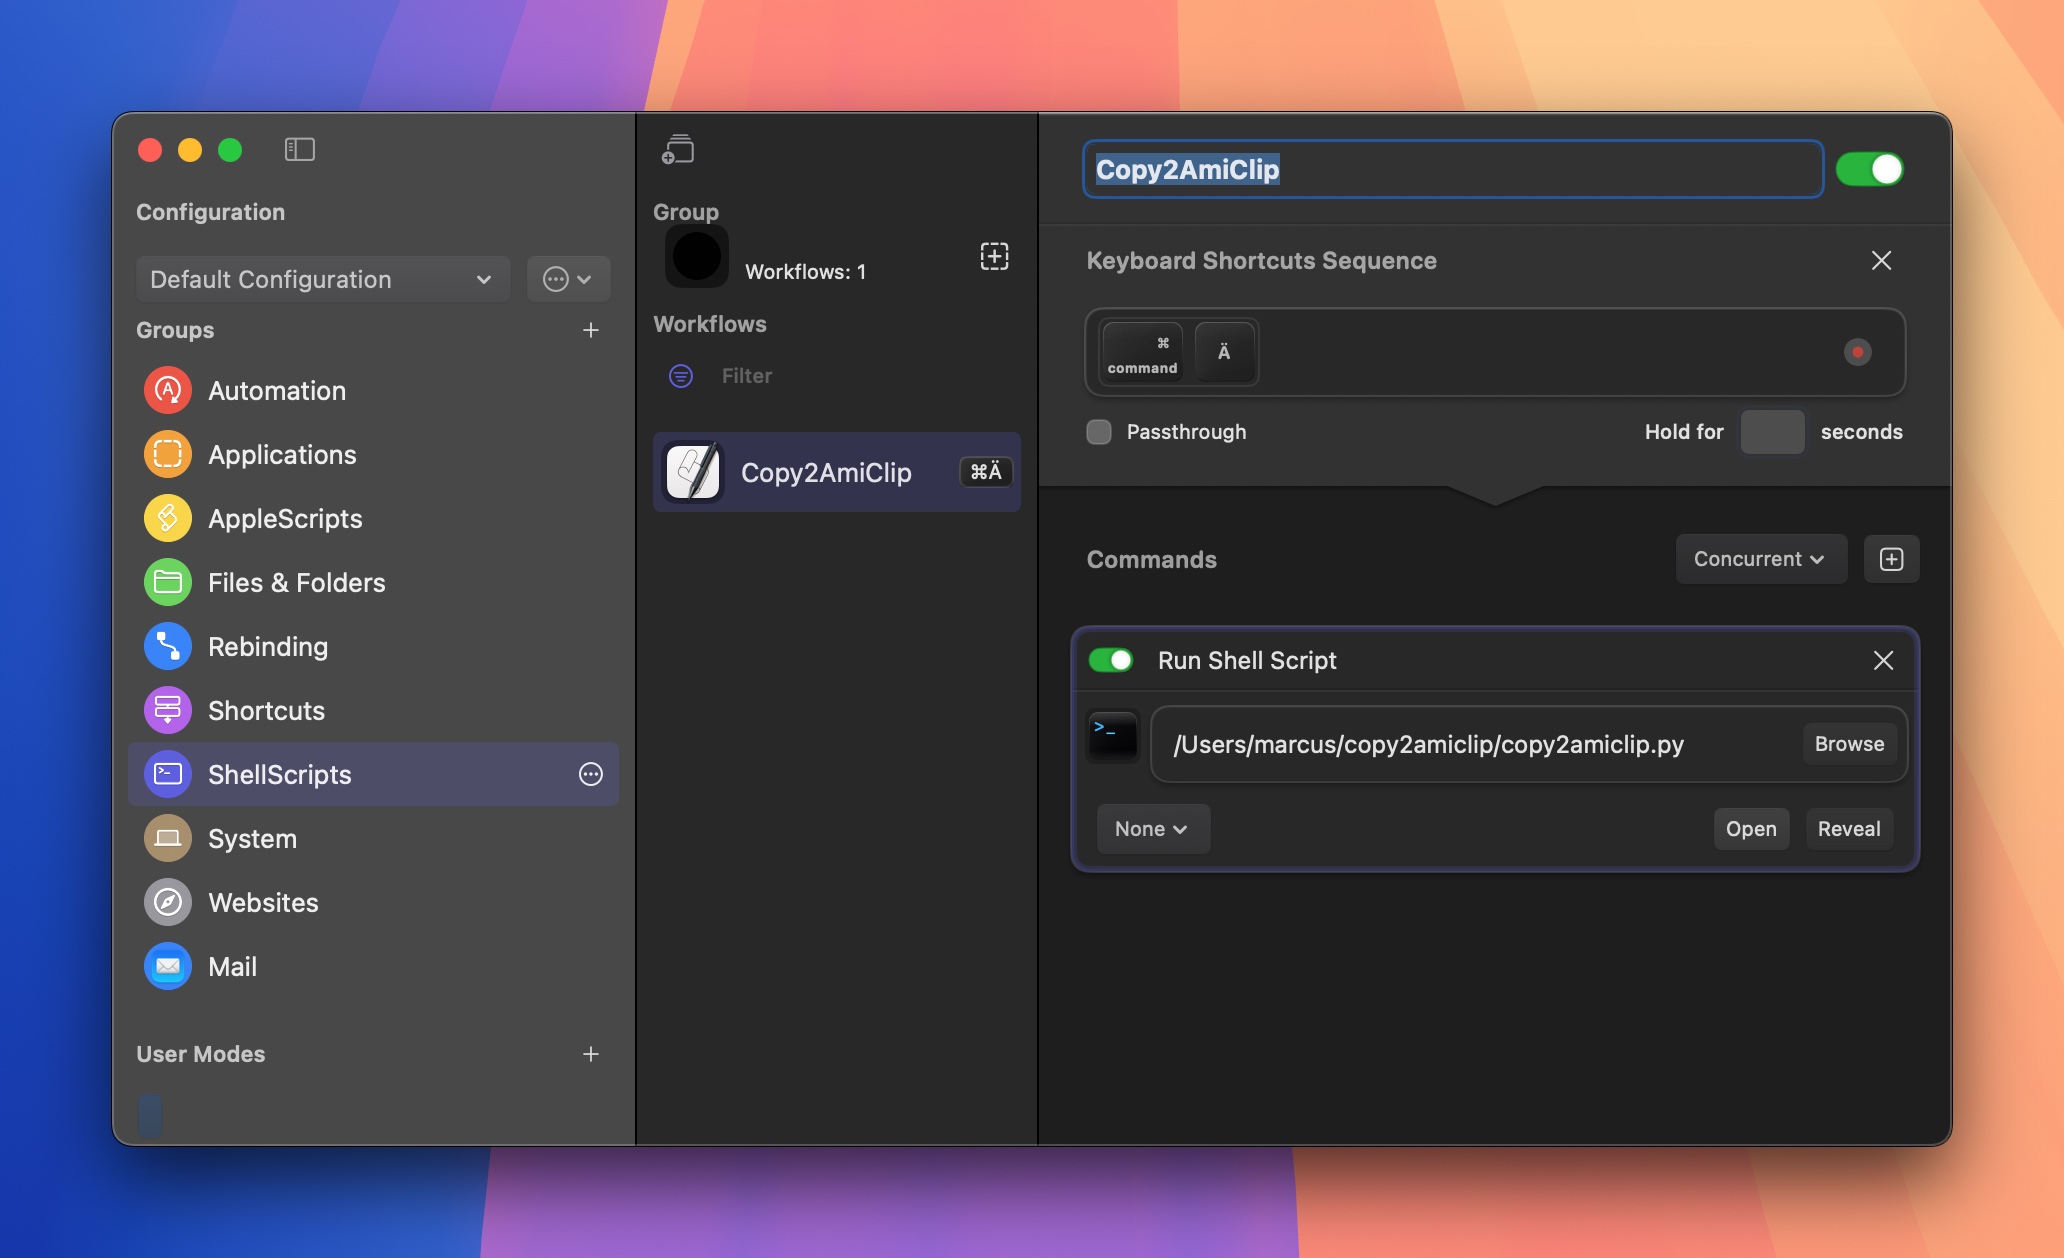 Configuration
Default Configuration
Groups
Automation
Applications
AppleScripts
Files & Folders
Rebinding
Shortcuts
ShellScripts
System
Websites
Mail
User Modes
Group
Workflows: 1
Workflows
Filter
Copy2AmiClip ⌘Ä
Copy2AmiClip
Keyboard Shortcuts Sequence
⌘
command
Ä
Passthrough
Hold for seconds
Commands
Concurrent
Run Shell Script
>_
/Users/marcus/copy2amiclip/copy2amiclip.py
Browse
None
Open
Reveal